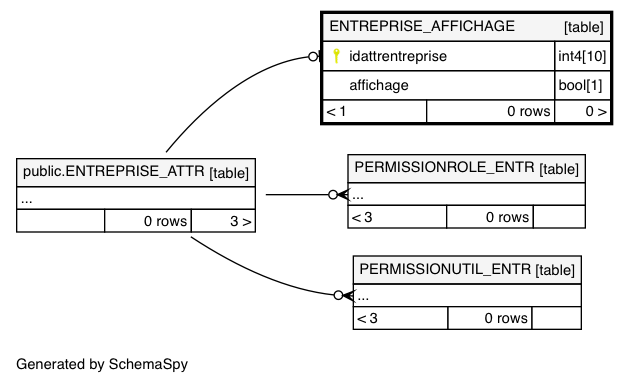 ENTREPRISE_AFFICHAGE [table]
idattrentreprise int4[10]
affichage bool[1]
< 1 0 rows 0 >
public.ENTREPRISE_ATTR [table]
...
0 rows 3 >
PERMISSIONROLE_ENTR [table]
...
< 3 0 rows
PERMISSIONUTIL_ENTR [table]
...
< 3 0 rows
Generated by SchemaSpy